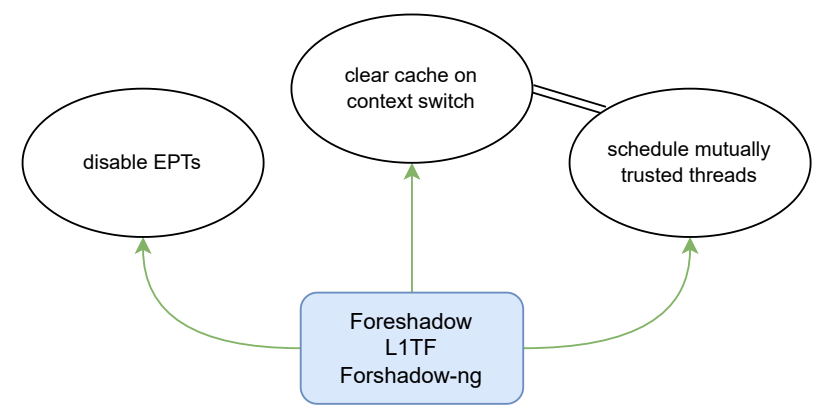 clear cache on
context switch
disable EPTs
schedule mutually
trusted threads
Foreshadow
L1TF
Forshadow-ng